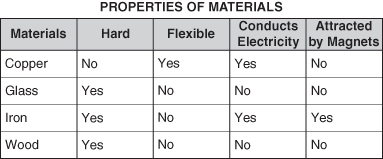 PROPERTIES OF MATERIALS
Materials Hard Flexible Conducts Electricity Attracted by Magnets
Copper No Yes Yes No
Glass Yes No No No
Iron Yes No Yes Yes
Wood Yes No No No